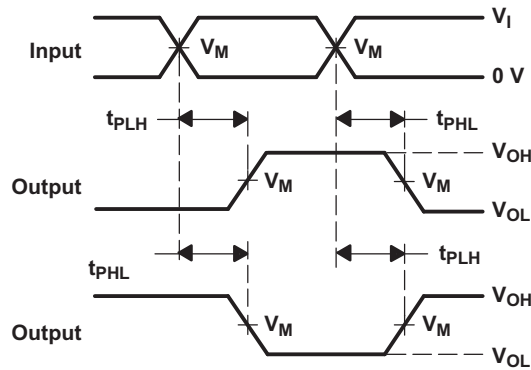 V_I
Input V_M V_M
0 V
t_PLH t_PHL
V_OH
Output V_M V_M
V_OL
t_PHL t_PLH
V_OH
Output V_M V_M
V_OL